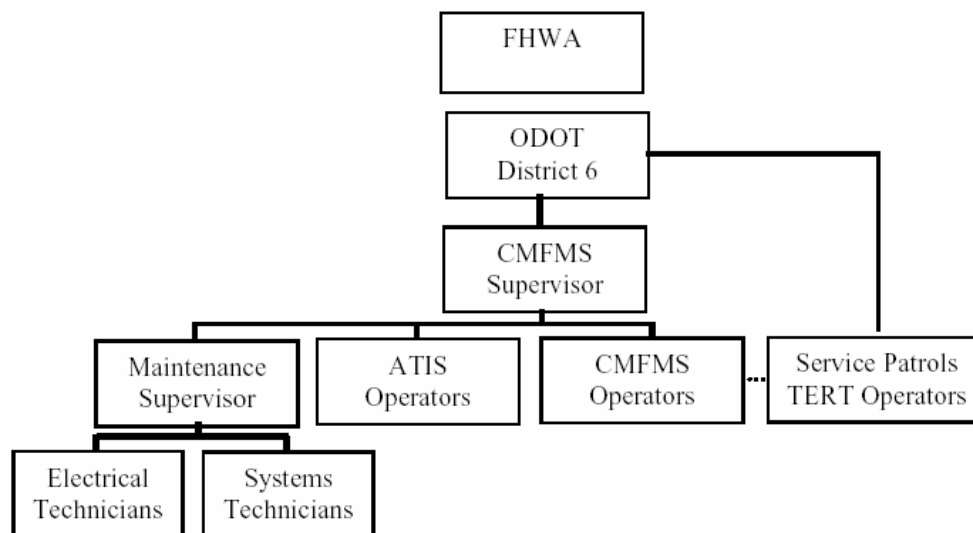 FHWA
ODOT
District 6
CMFMS
Supervisor
Maintenance
Supervisor
ATIS
Operators
CMFMS
Operators
Service Patrols
TERT Operators
Electrical
Technicians
Systems
Technicians